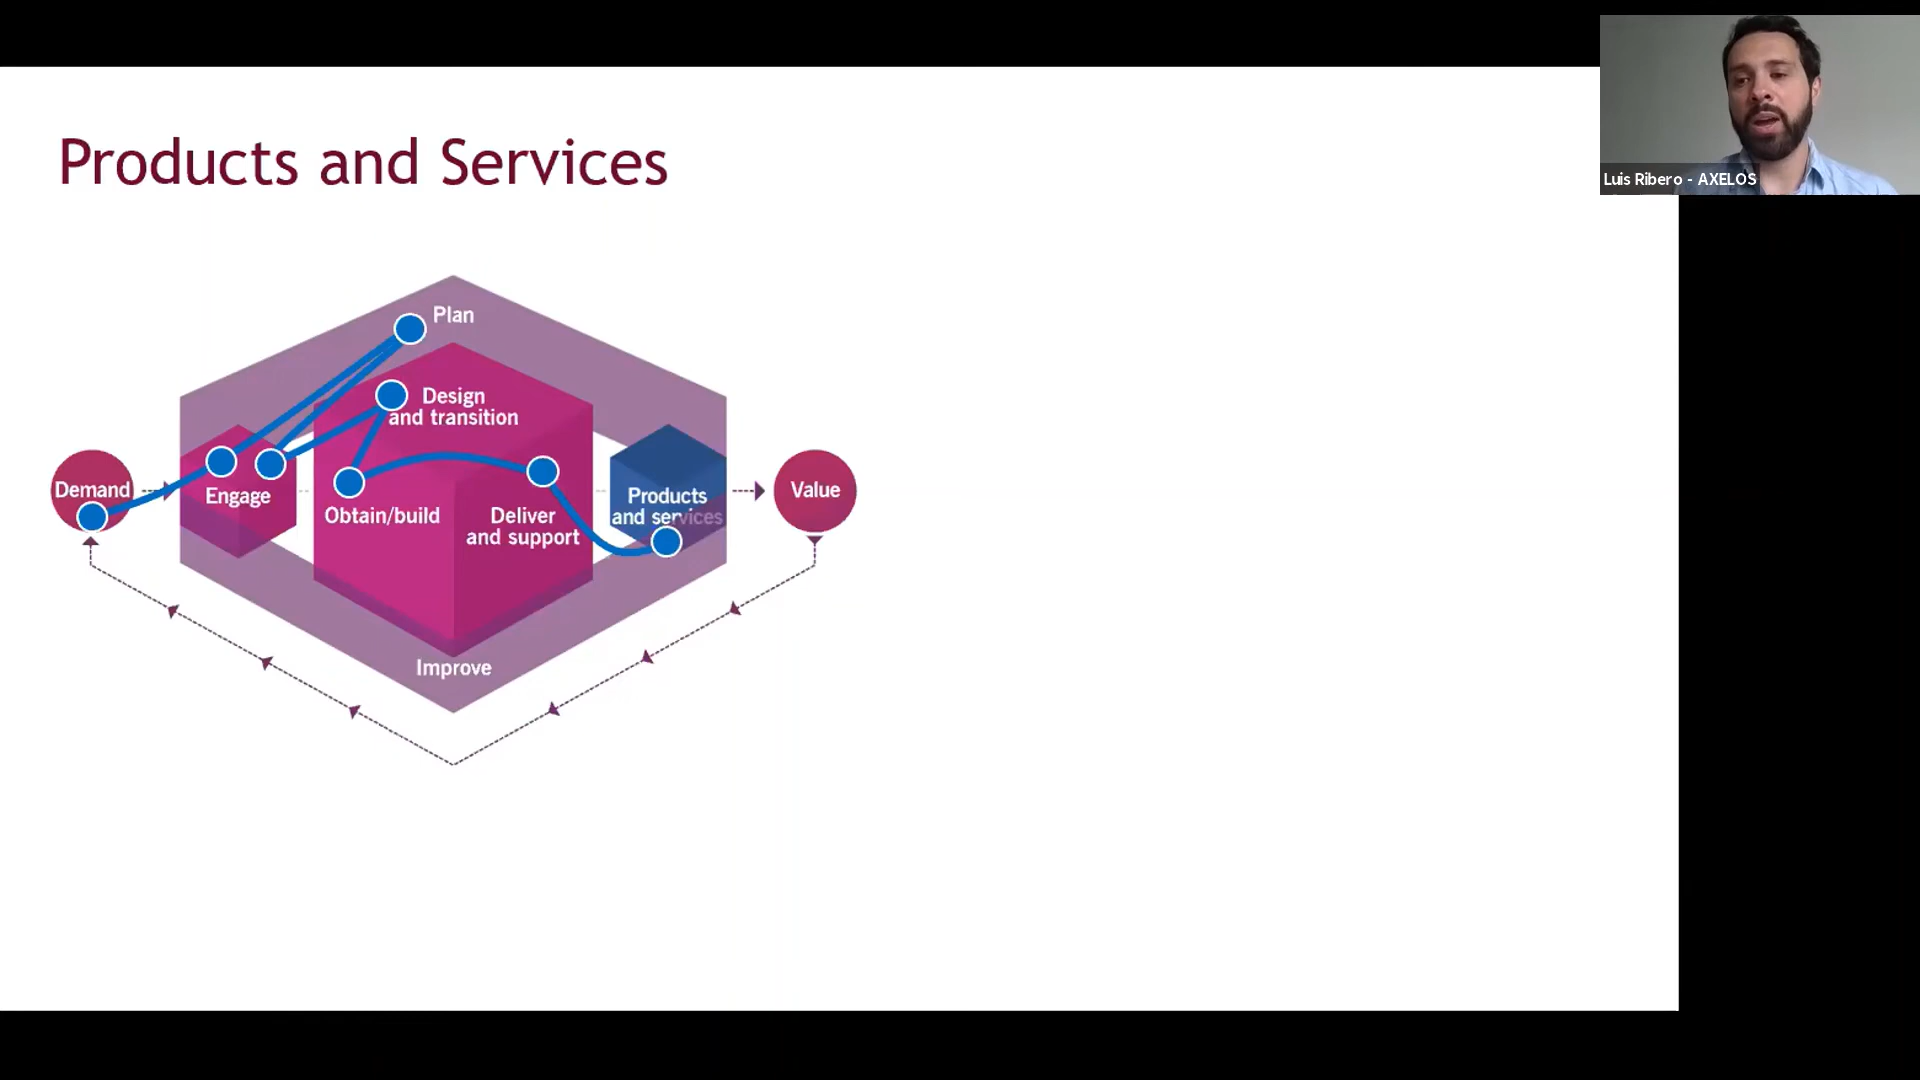 Products and Services
Luis Ribero - AXELOS
Plan
Design
and transition
Demand
Engage
Obtain/build
Deliver
and support
Products
and services
Value
Improve